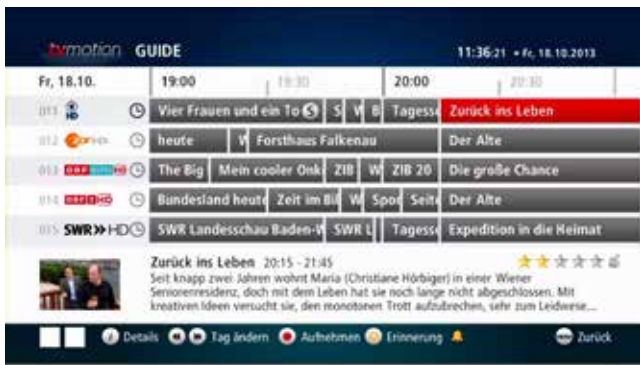 tvmotion GUIDE 11:36:21 • Fr, 18.10.2013
Fr, 18.10. 19:00 19:30 20:00 20:30
011 Vier Frauen und ein To S S W B Tagess Zurück ins Leben
012 heute W Forsthaus Falkenau Der Alte
013 The Big Mein cooler Onk ZIB W ZIB 20 Die große Chance
014 Bundesland heute Zeit im Bil W Spor Seite Der Alte
015 SWR HD SWR Landesschau Baden-W SWR L Tagess Expedition in die Heimat
Zurück ins Leben 20:15 - 21:45
Seit knapp zwei Jahren wohnt Maria (Christiane Hörbiger) in einer Wiener
Seniorenresidenz, doch mit dem Leben hat sie noch lange nicht abgeschlossen. Mit
kreativen Ideen versucht sie, den monotonen Trott aufzubrechen, sehr zum Leidwese...
Details Tag ändern Aufnehmen Erinnerung Zurück